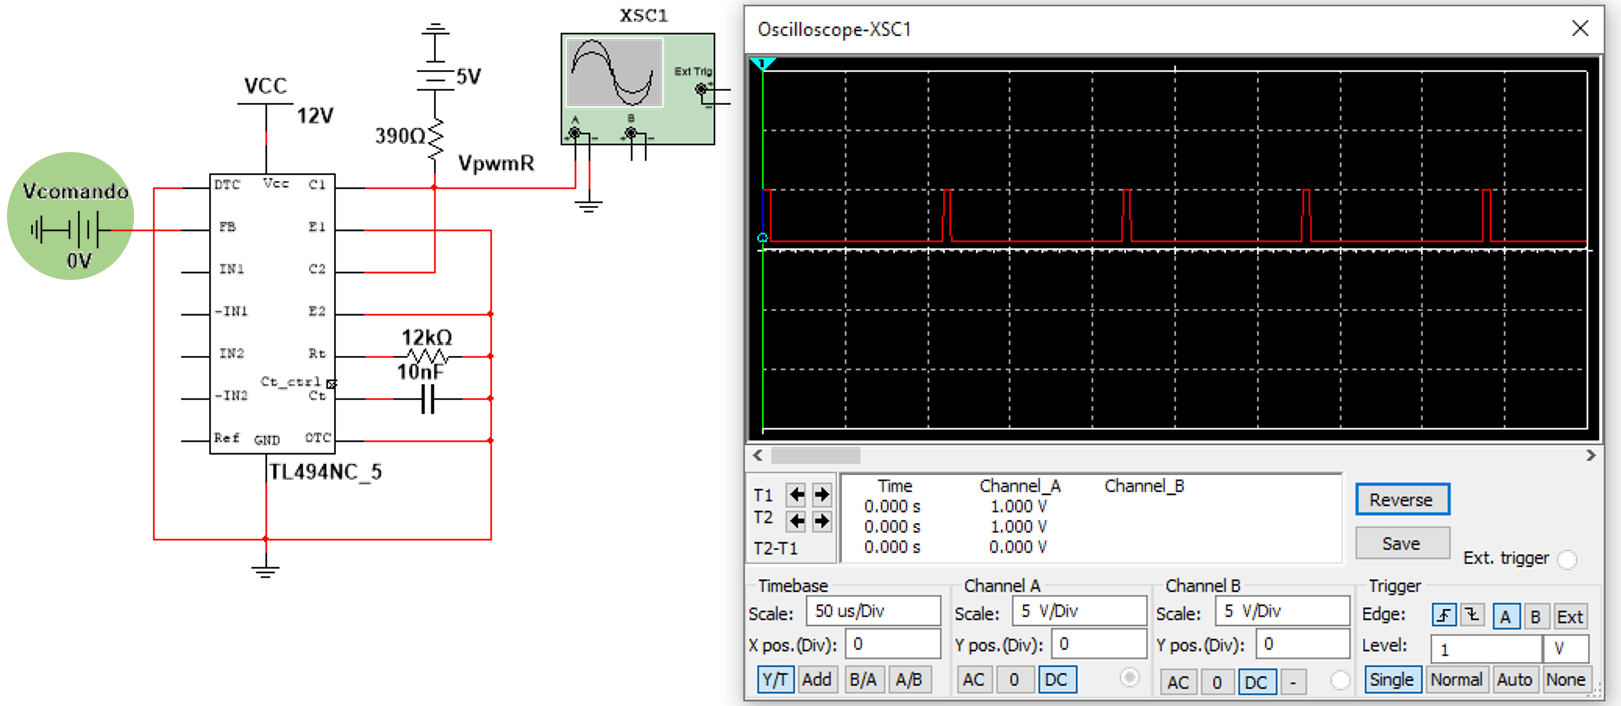 XSC1
Ext Trig
+
-
A
B
+
-
+
-
5V
VCC
12V
390Ω
VpwmR
Vcomando
0V
DTC
Vcc
C1
FB
E1
IN1
C2
-IN1
E2
IN2
Rt
Ct_ctrl
-IN2
Ct
Ref
GND
OTC
12kΩ
10nF
TL494NC_5
Oscilloscope-XSC1
1
Time Channel_A Channel_B
T1 0.000 s 1.000 V
T2 0.000 s 1.000 V
T2-T1 0.000 s 0.000 V
Reverse
Save
Ext. trigger
Timebase
Scale: 50 us/Div
X pos.(Div): 0
Y/T Add B/A A/B
Channel A
Scale: 5 V/Div
Y pos.(Div): 0
AC 0 DC
Channel B
Scale: 5 V/Div
Y pos.(Div): 0
AC 0 DC -
Trigger
Edge: A B Ext
Level: 1 V
Single Normal Auto None